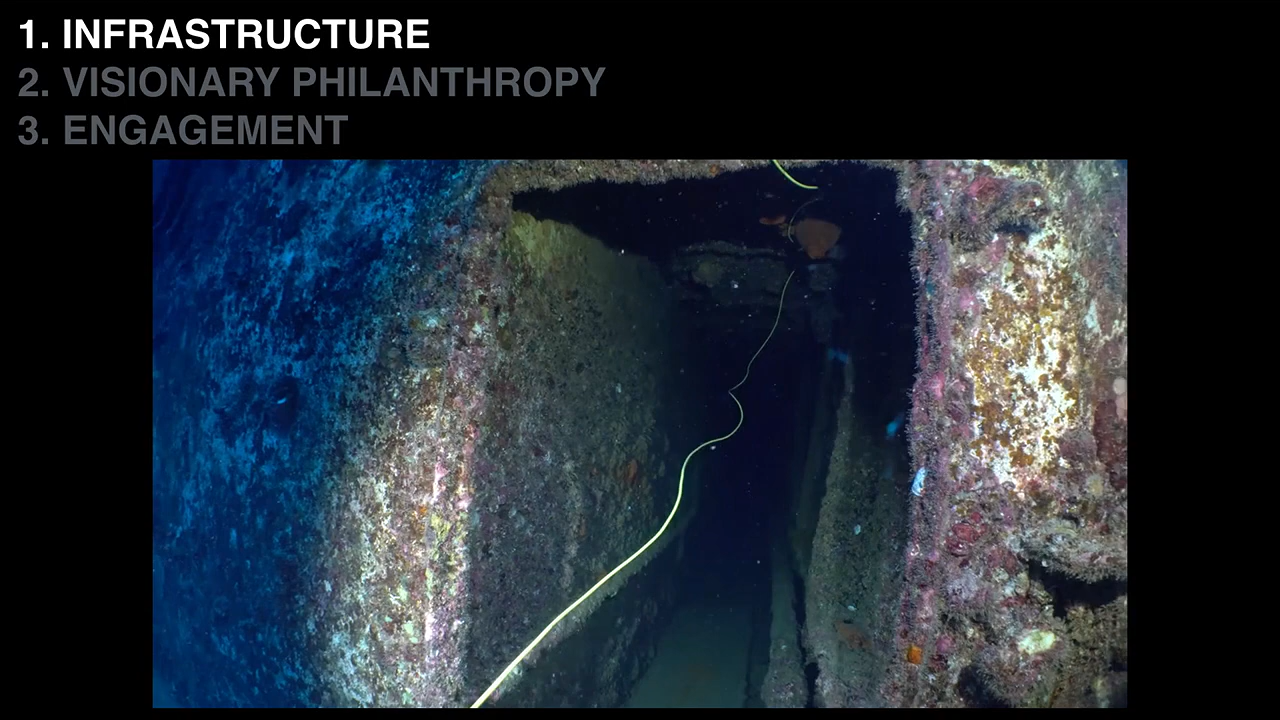 1. INFRASTRUCTURE
2. VISIONARY PHILANTHROPY
3. ENGAGEMENT